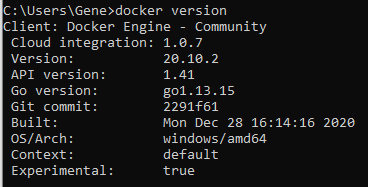 C:\Users\Gene>docker version
Client: Docker Engine - Community
Cloud integration: 1.0.7
Version: 20.10.2
API version: 1.41
Go version: go1.13.15
Git commit: 2291f61
Built: Mon Dec 28 16:14:16 2020
OS/Arch: windows/amd64
Context: default
Experimental: true